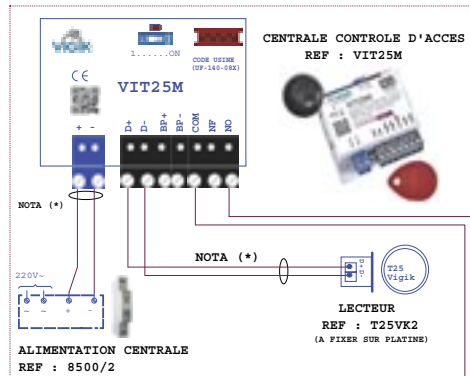 Vigik
1......ON
CODE USINE
(UF-140-08X)
CENTRALE CONTROLE D'ACCES
REF : VIT25M
CE
VIT25M
+ -
D+ D- BP+ BP- COM NF NO
NOTA (*)
NOTA (*)
220V~
~ ~ + -
D+
D-
T25
Vigik
LECTEUR
REF : T25VK2
(A FIXER SUR PLATINE)
ALIMENTATION CENTRALE
REF : 8500/2